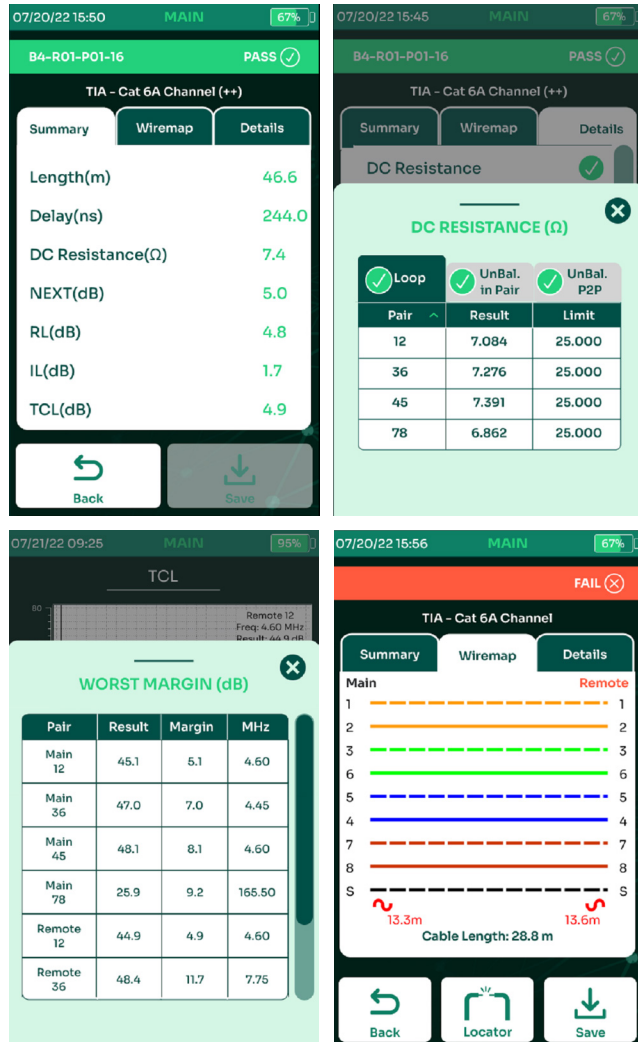 07/20/22 15:50 MAIN 67%
B4-R01-P01-16 PASS
TIA - Cat 6A Channel (++)
Summary Wiremap Details
Length(m) 46.6
Delay(ns) 244.0
DC Resistance(Ω) 7.4
NEXT(dB) 5.0
RL(dB) 4.8
IL(dB) 1.7
TCL(dB) 4.9
Back Save
07/20/22 15:45 MAIN 67%
B4-R01-P01-16 PASS
TIA - Cat 6A Channel (++)
Summary Wiremap Details
DC Resistance
DC RESISTANCE (Ω)
Loop UnBal. in Pair UnBal. P2P
Pair Result Limit
12 7.084 25.000
36 7.276 25.000
45 7.391 25.000
78 6.862 25.000
07/21/22 09:25 MAIN 95%
TCL
80
Remote 12
Freq: 4.60 MHz
Result: 44.9 dB
WORST MARGIN (dB)
Pair Result Margin MHz
Main 12 45.1 5.1 4.60
Main 36 47.0 7.0 4.45
Main 45 48.1 8.1 4.60
Main 78 25.9 9.2 165.50
Remote 12 44.9 4.9 4.60
Remote 36 48.4 11.7 7.75
07/20/22 15:56 MAIN 67%
FAIL
TIA - Cat 6A Channel
Summary Wiremap Details
Main Remote
1 1
2 2
3 3
6 6
5 5
4 4
7 7
8 8
S S
13.3m 13.6m
Cable Length: 28.8 m
Back Locator Save